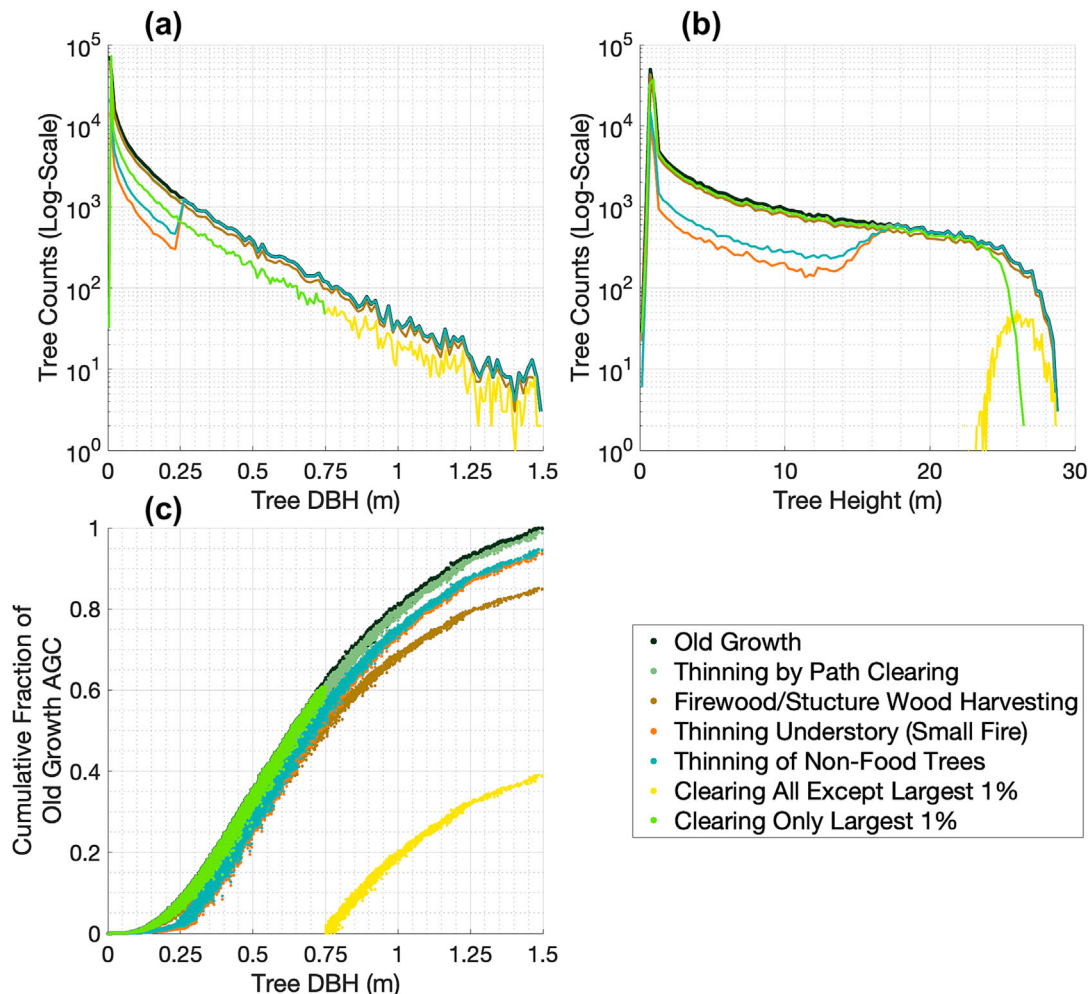 (a)
Tree Counts (Log-Scale)
10^5
10^4
10^3
10^2
10^1
10^0
0 0.25 0.5 0.75 1 1.25 1.5
Tree DBH (m)
(b)
Tree Counts (Log-Scale)
10^5
10^4
10^3
10^2
10^1
10^0
0 10 20 30
Tree Height (m)
(c)
Cumulative Fraction of
Old Growth AGC
1
0.8
0.6
0.4
0.2
0
0 0.25 0.5 0.75 1 1.25 1.5
Tree DBH (m)
Old Growth
Thinning by Path Clearing
Firewood/Stucture Wood Harvesting
Thinning Understory (Small Fire)
Thinning of Non-Food Trees
Clearing All Except Largest 1%
Clearing Only Largest 1%